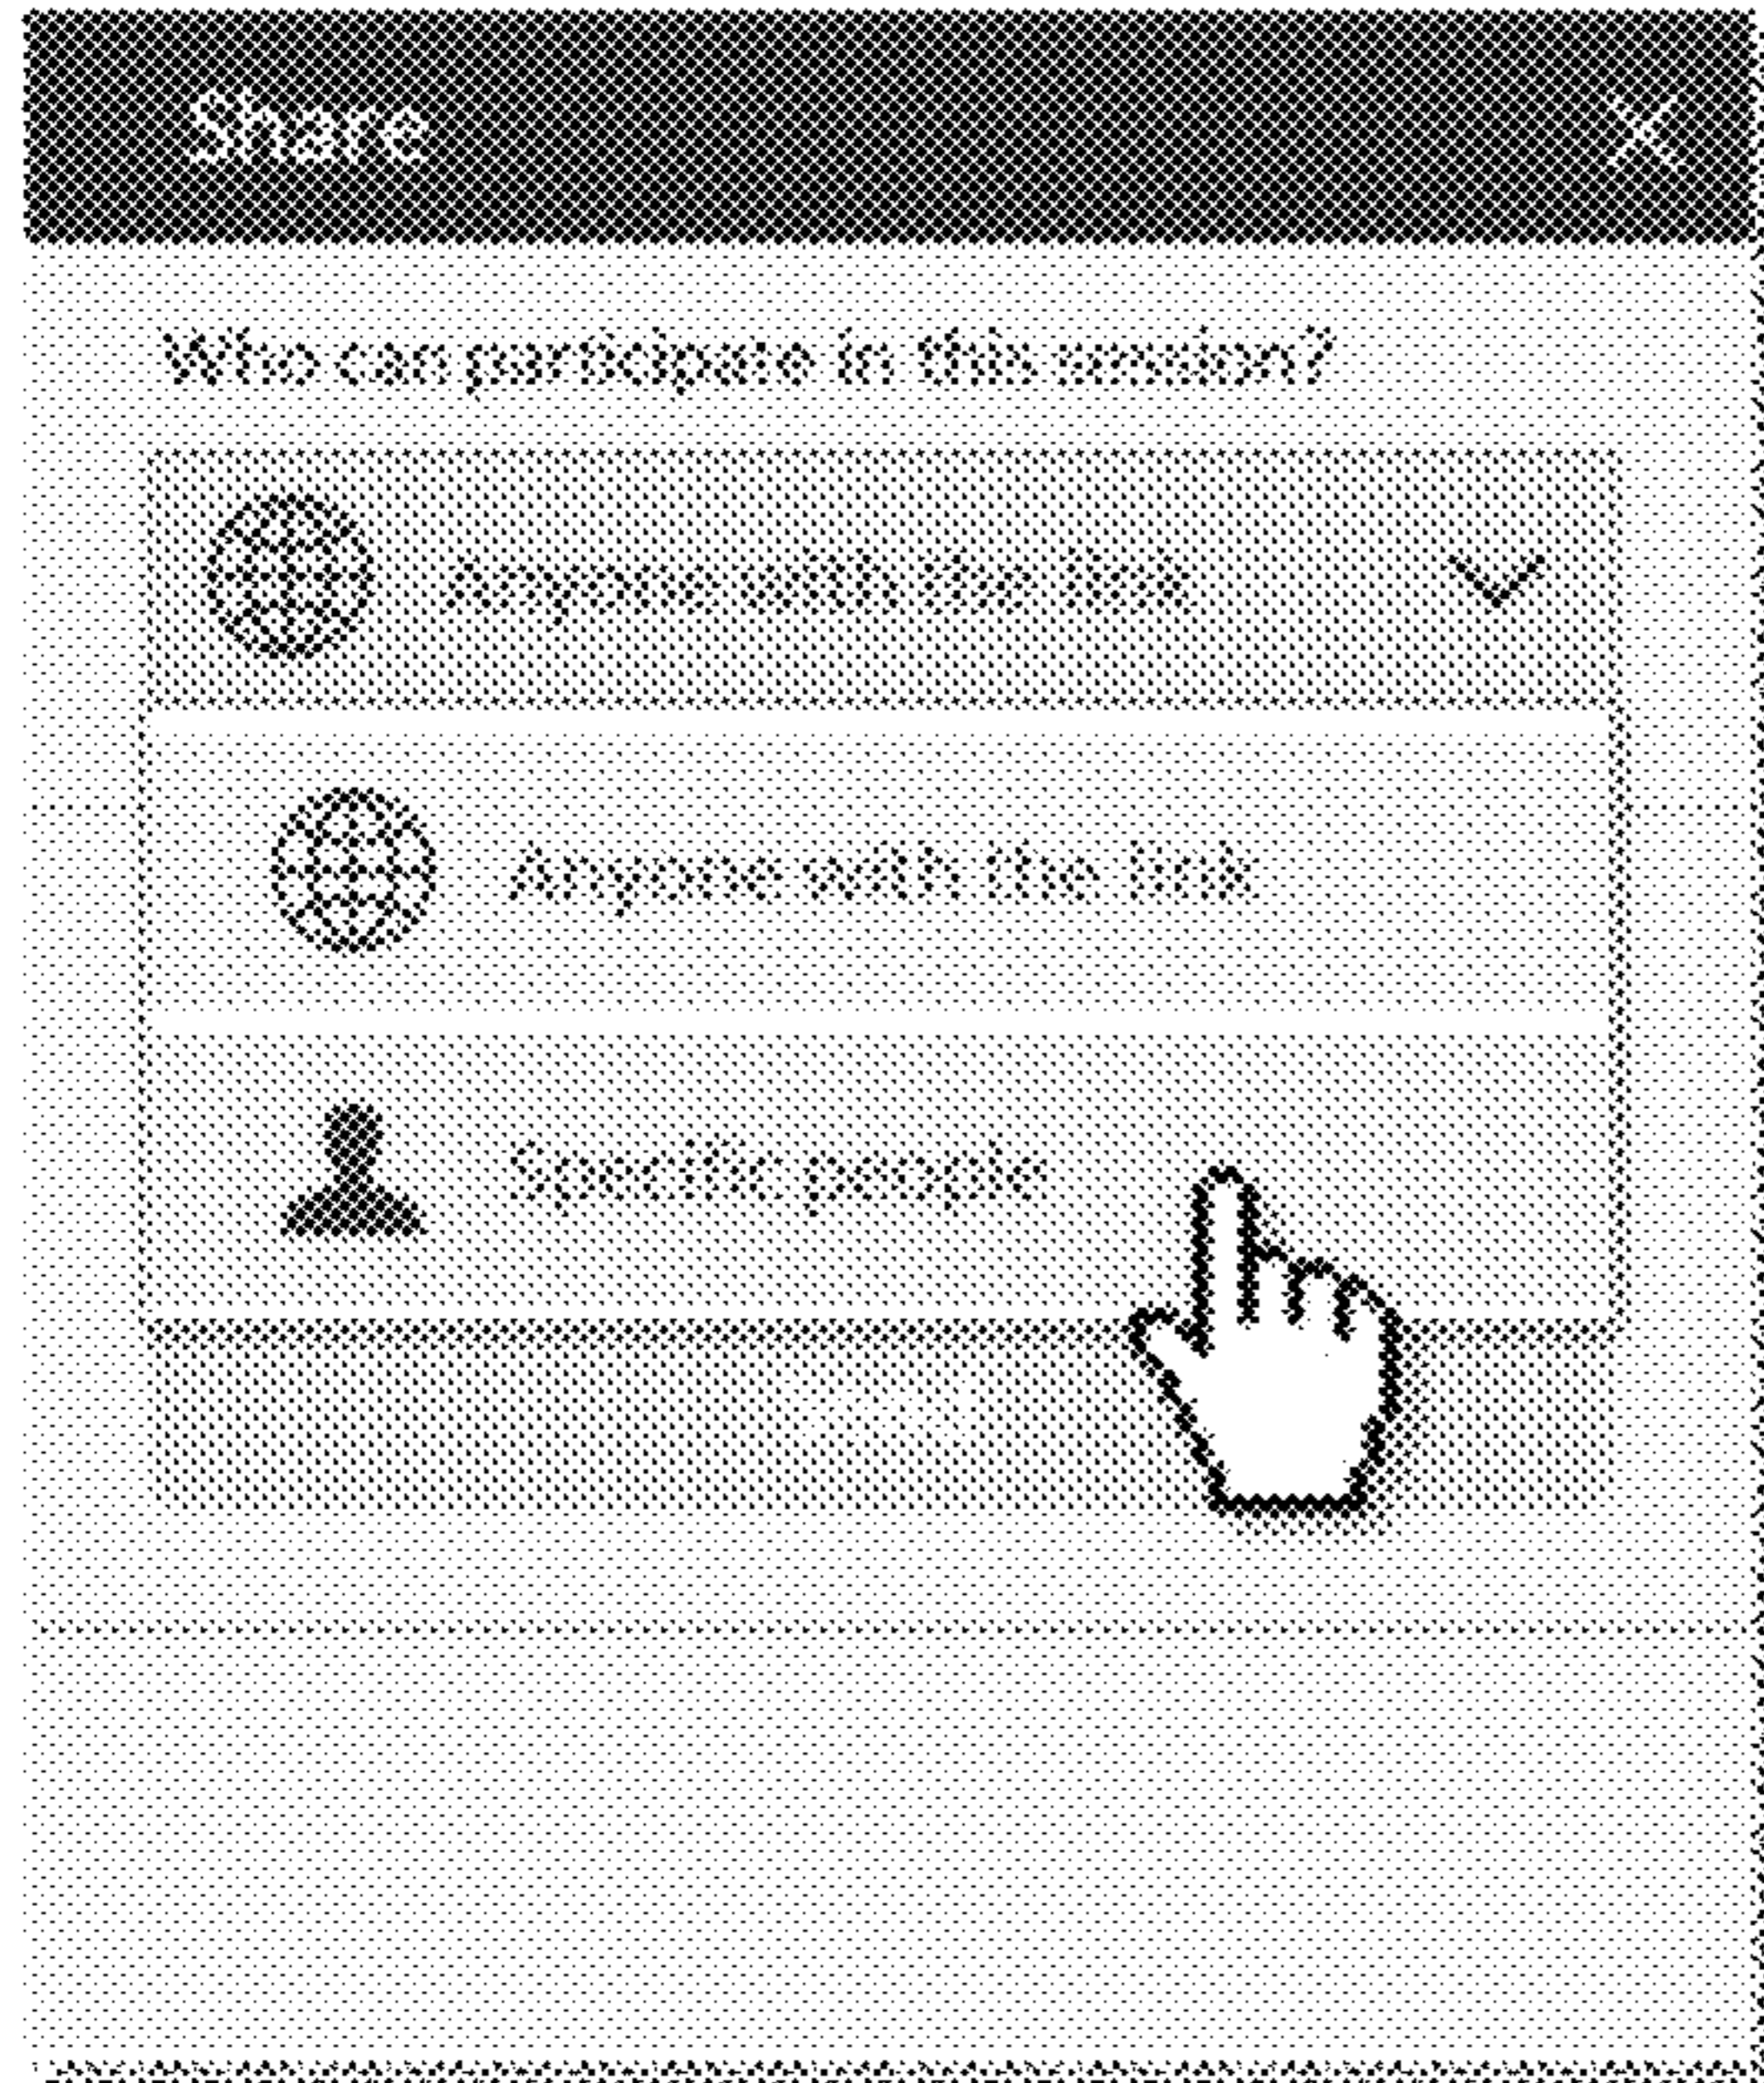 Share
Who can participate in this session?
Anyone with the link
Anyone with the link
Specific people